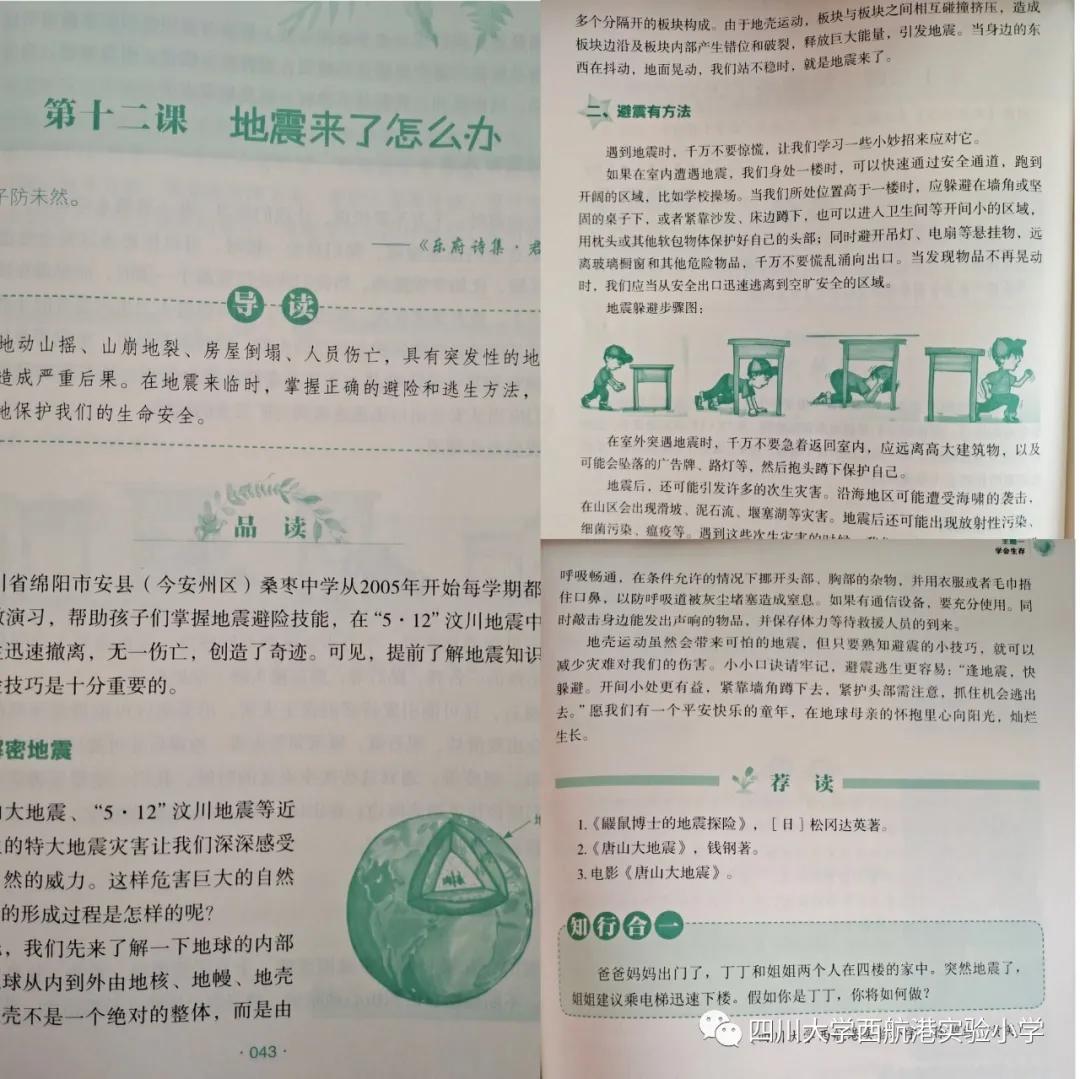 第十二课 地震来了怎么办
子防未然。
——《乐府诗集·君
导读
地动山摇、山崩地裂、房屋倒塌、人员伤亡，具有突发性的地
造成严重后果。在地震来临时，掌握正确的避险和逃生方法，
地保护我们的生命安全。
品读
川省绵阳市安县（今安州区）桑枣中学从2005年开始每学期都
演习，帮助孩子们掌握地震避险技能，在“5·12”汶川地震中
迅速撤离，无一伤亡，创造了奇迹。可见，提前了解地震知识
技巧是十分重要的。
解密地震
大地震、“5·12”汶川地震等近
的特大地震灾害让我们深深感受
然的威力。这样危害巨大的自然
的形成过程是怎样的呢？
，我们先来了解一下地球的内部
球从内到外由地核、地幔、地壳
壳不是一个绝对的整体，而是由
·043·
多个分隔开的板块构成。由于地壳运动，板块与板块之间相互碰撞挤压，造成
板块边沿及板块内部产生错位和破裂，释放巨大能量，引发地震。当身边的东
西在抖动，地面晃动，我们站不稳时，就是地震来了。
二、避震有方法
遇到地震时，千万不要惊慌，让我们学习一些小妙招来应对它。
如果在室内遭遇地震，我们身处一楼时，可以快速通过安全通道，跑到
开阔的区域，比如学校操场。当我们所处位置高于一楼时，应躲避在墙角或坚
固的桌子下，或者紧靠沙发、床边蹲下，也可以进入卫生间等开间小的区域，
用枕头或其他软包物体保护好自己的头部；同时避开吊灯、电扇等悬挂物，远
离玻璃橱窗和其他危险物品，千万不要慌乱涌向出口。当发现物品不再晃动
时，我们应当从安全出口迅速逃离到空旷安全的区域。
地震躲避步骤图：
在室外突遇地震时，千万不要急着返回室内，应远离高大建筑物，以及
可能会坠落的广告牌、路灯等，然后抱头蹲下保护自己。
地震后，还可能引发许多的次生灾害。沿海地区可能遭受海啸的袭击，
在山区会出现滑坡、泥石流、堰塞湖等灾害。地震后还可能出现放射性污染、
细菌污染、瘟疫等。遇到这些次生灾害的时候
主题一
学会生存
呼吸畅通，在条件允许的情况下挪开头部、胸部的杂物，并用衣服或者毛巾捂
住口鼻，以防呼吸道被灰尘堵塞造成窒息。如果有通信设备，要充分使用。同
时敲击身边能发出声响的物品，并保存体力等待救援人员的到来。
地壳运动虽然会带来可怕的地震，但只要熟知避震的小技巧，就可以
减少灾难对我们的伤害。小小口诀请牢记，避震逃生更容易：“逢地震，快
躲避。开间小处更有益，紧靠墙角蹲下去，紧护头部需注意，抓住机会逃出
去。”愿我们有一个平安快乐的童年，在地球母亲的怀抱里心向阳光，灿烂
生长。
荐读
1.《鼹鼠博士的地震探险》，［日］松冈达英著。
2.《唐山大地震》，钱钢著。
3.电影《唐山大地震》。
知行合一
爸爸妈妈出门了，丁丁和姐姐两个人在四楼的家中。突然地震了，
姐姐建议乘电梯迅速下楼。假如你是丁丁，你将如何做？
四川大学西航港实验小学